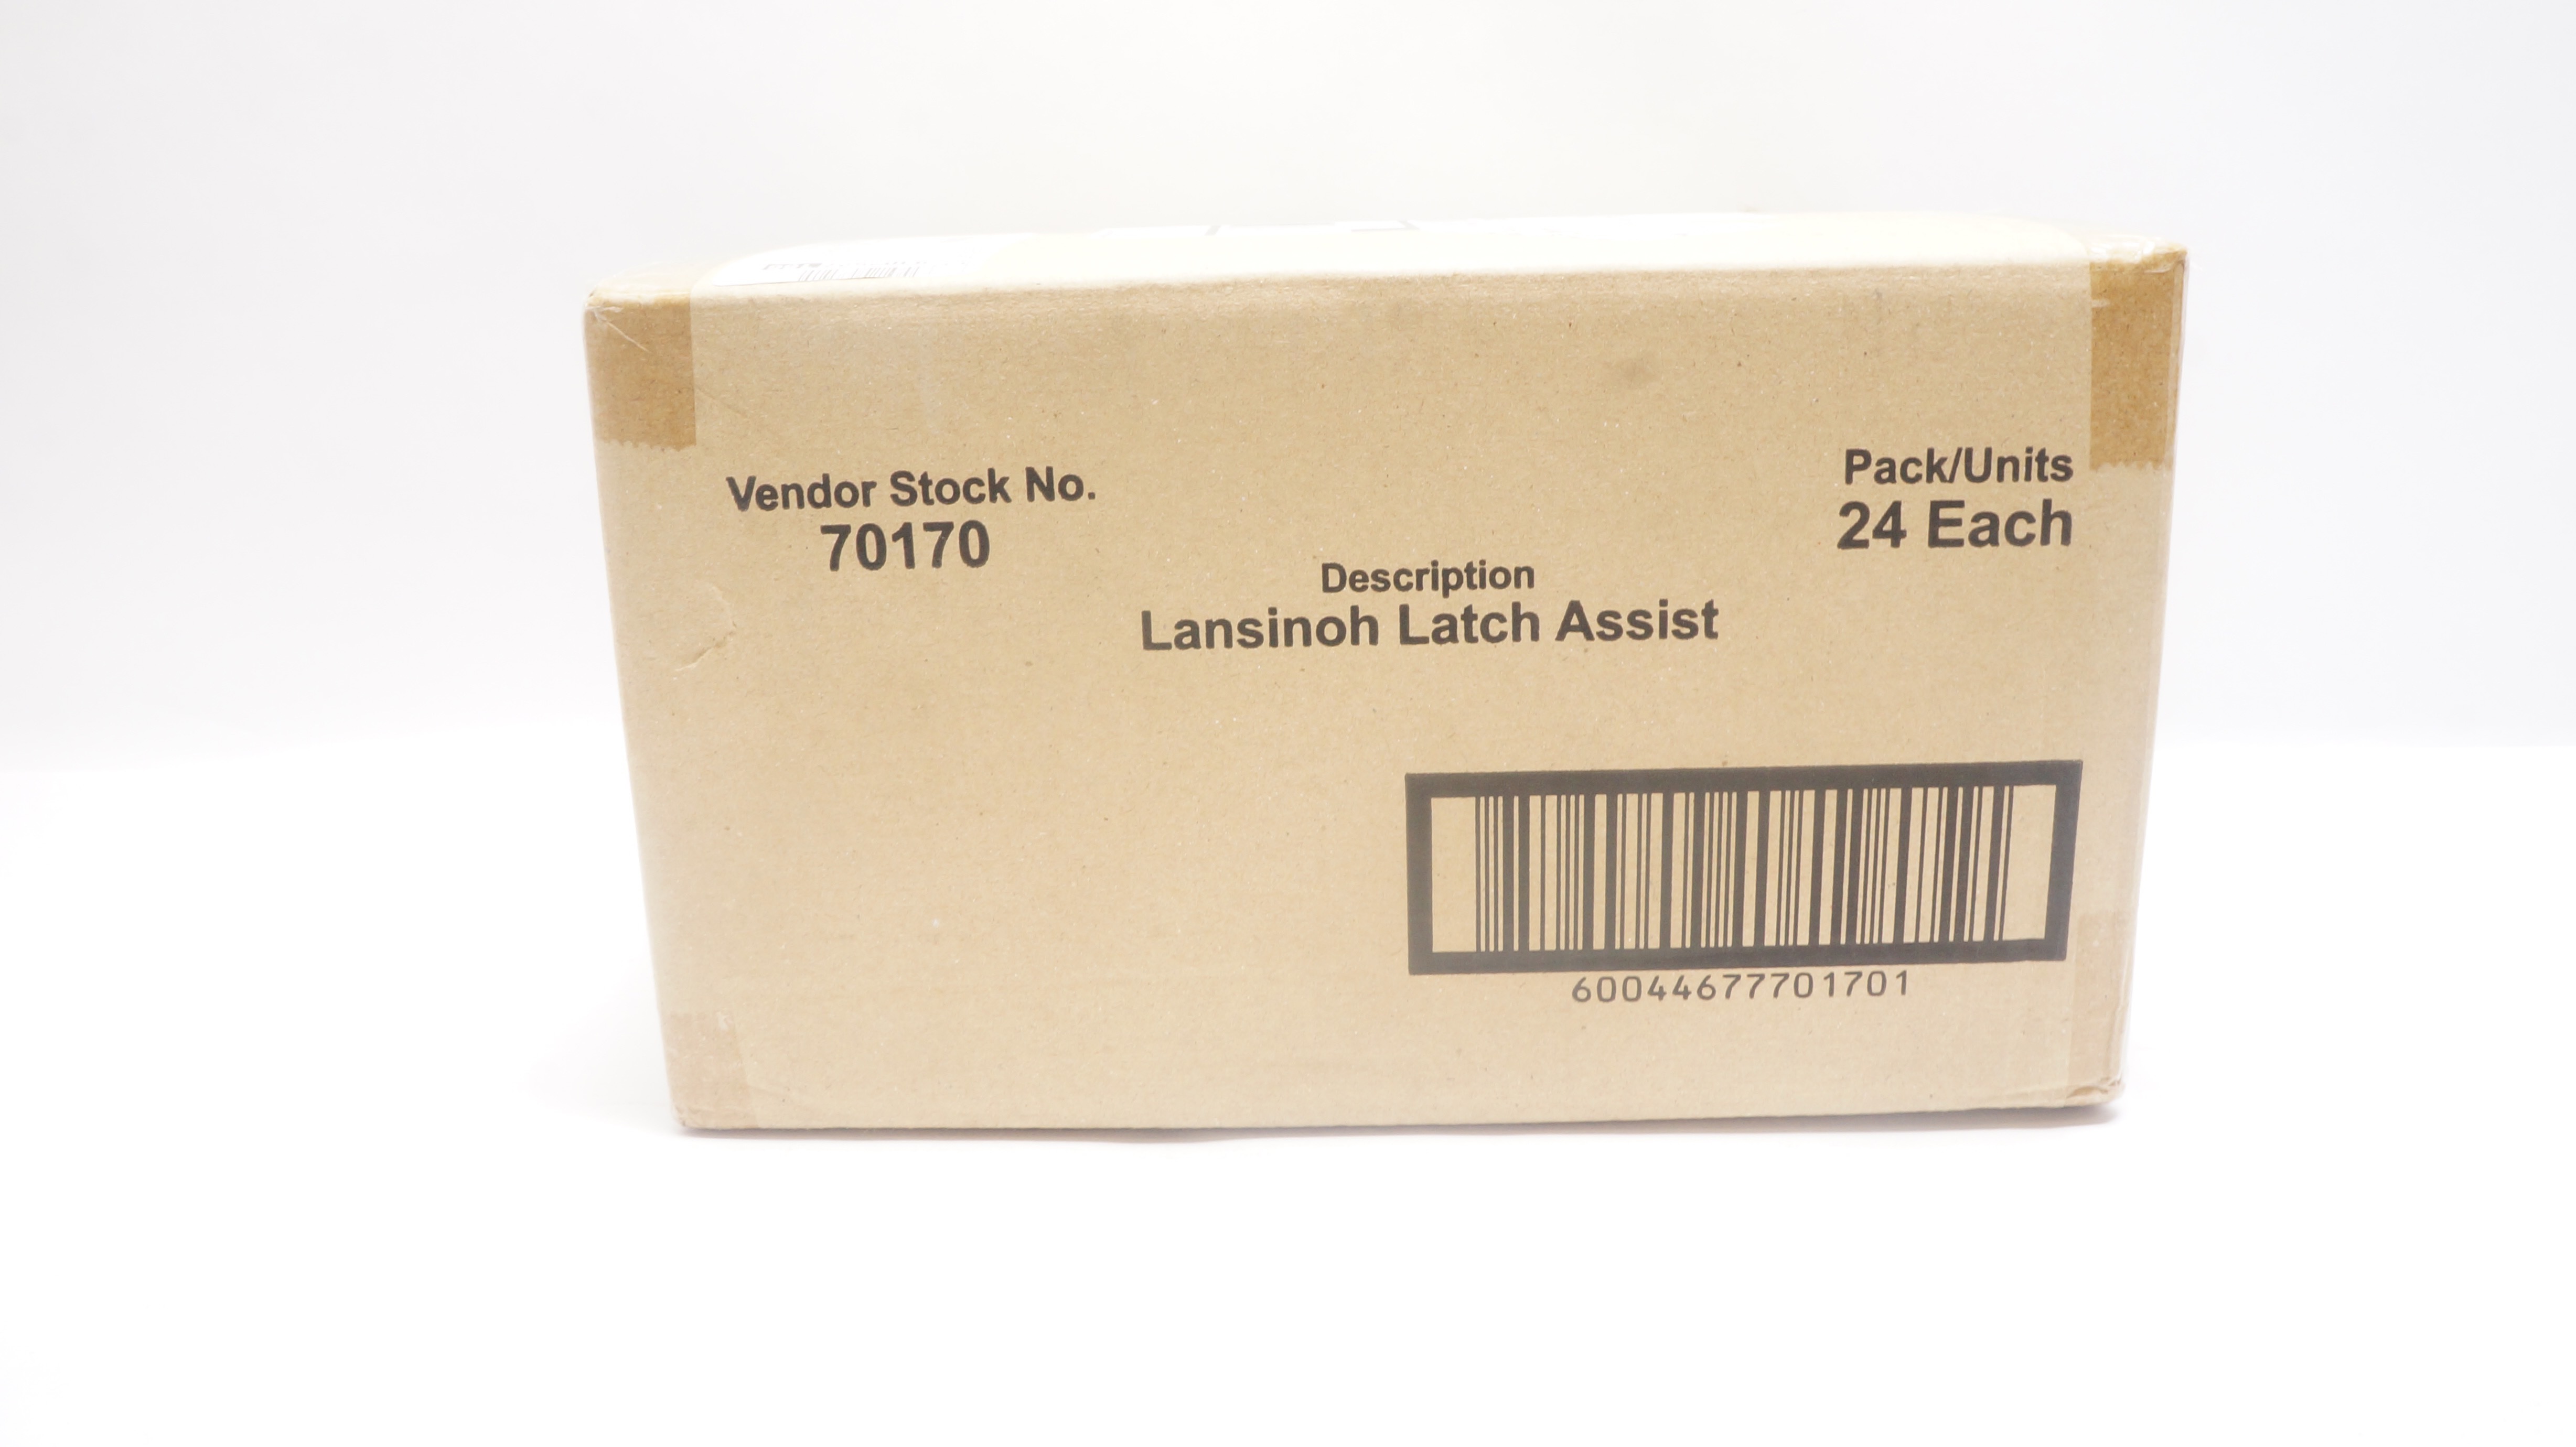 Vendor Stock No.
70170
Pack/Units
24 Each
Description
Lansinoh Latch Assist
60044677701701